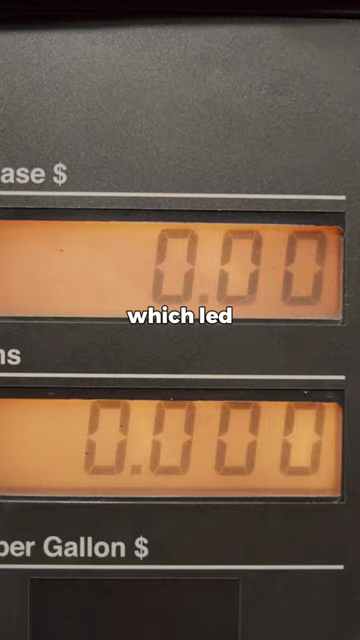 ase $
0.00
which led
ns
0.000
per Gallon $